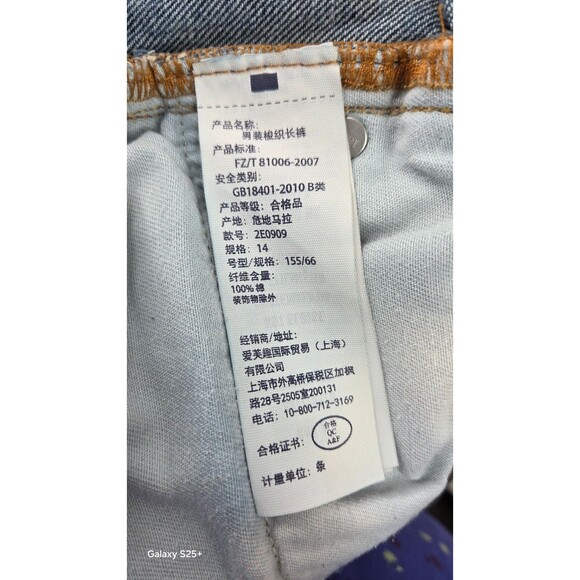 产品名称:
男装梭织长裤
产品标准:
FZ/T 81006-2007
安全类别:
GB18401-2010 B类
产品等级: 合格品
产地: 危地马拉
款号: 2E0909
规格: 14
号型/规格: 155/66
纤维含量:
100% 棉
装饰物除外
经销商/地址:
爱芙趣国际贸易 (上海)
有限公司
上海市外高桥保税区加枫
路28号2505室200131
电话: 10-800-712-3169
合格证书:
合格
QC
A&F
计量单位: 条
Galaxy S25+